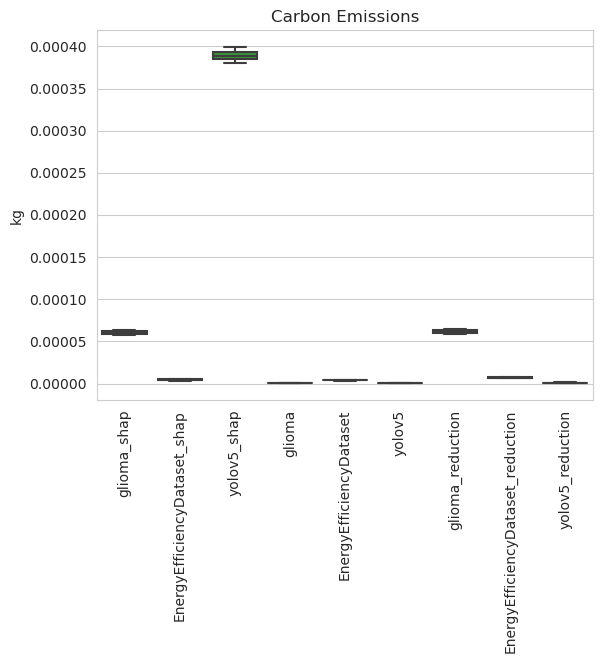 Carbon Emissions
0.00040
0.00035
0.00030
0.00025
0.00020
0.00015
0.00010
0.00005
0.00000
kg
glioma_shap
EnergyEfficiencyDataset_shap
yolov5_shap
glioma
EnergyEfficiencyDataset
yolov5
glioma_reduction
EnergyEfficiencyDataset_reduction
yolov5_reduction